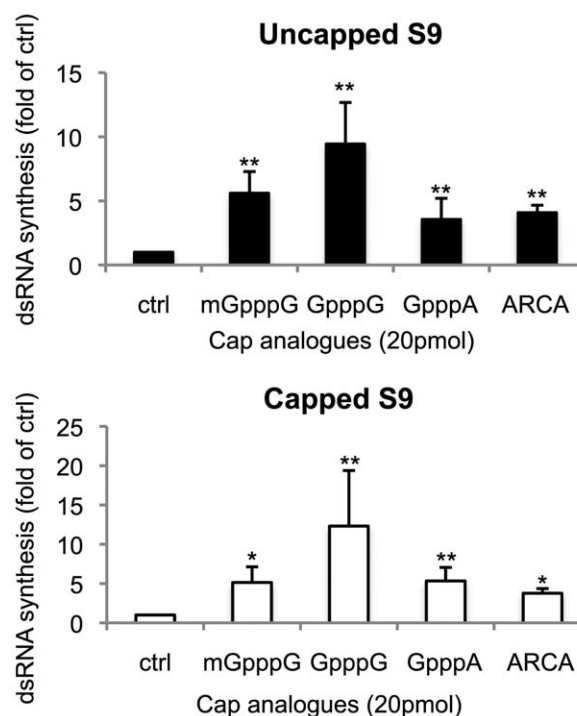 Uncapped S9
dsRNA synthesis (fold of ctrl)
15
10
5
0
**
**
**
**
ctrl mGpppG GpppG GpppA ARCA
Cap analogues (20pmol)
Capped S9
dsRNA synthesis (fold of ctrl)
25
20
15
10
5
0
*
**
**
*
ctrl mGpppG GpppG GpppA ARCA
Cap analogues (20pmol)